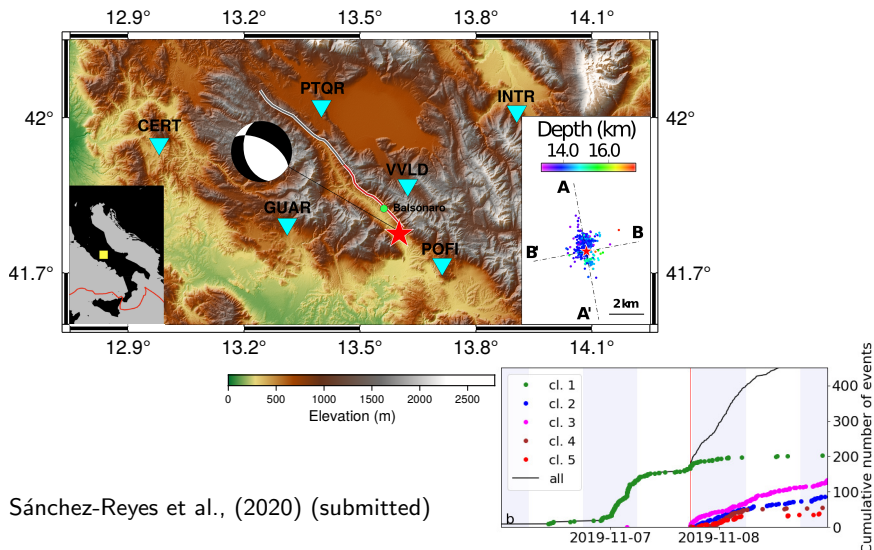 12.9° 13.2° 13.5° 13.8° 14.1°
42° 42°
41.7° 41.7°
PTQR
INTR
CERT
VVLD
Balsorano
GUAR
POFI
Depth (km)
14.0 16.0
A
B
B'
A'
2km
12.9° 13.2° 13.5° 13.8° 14.1°
0 500 1000 1500 2000 2500
Elevation (m)
cl. 1
cl. 2
cl. 3
cl. 4
cl. 5
all
b
400
300
200
100
0
Cumulative number of events
2019-11-07 2019-11-08
Sánchez-Reyes et al., (2020) (submitted)